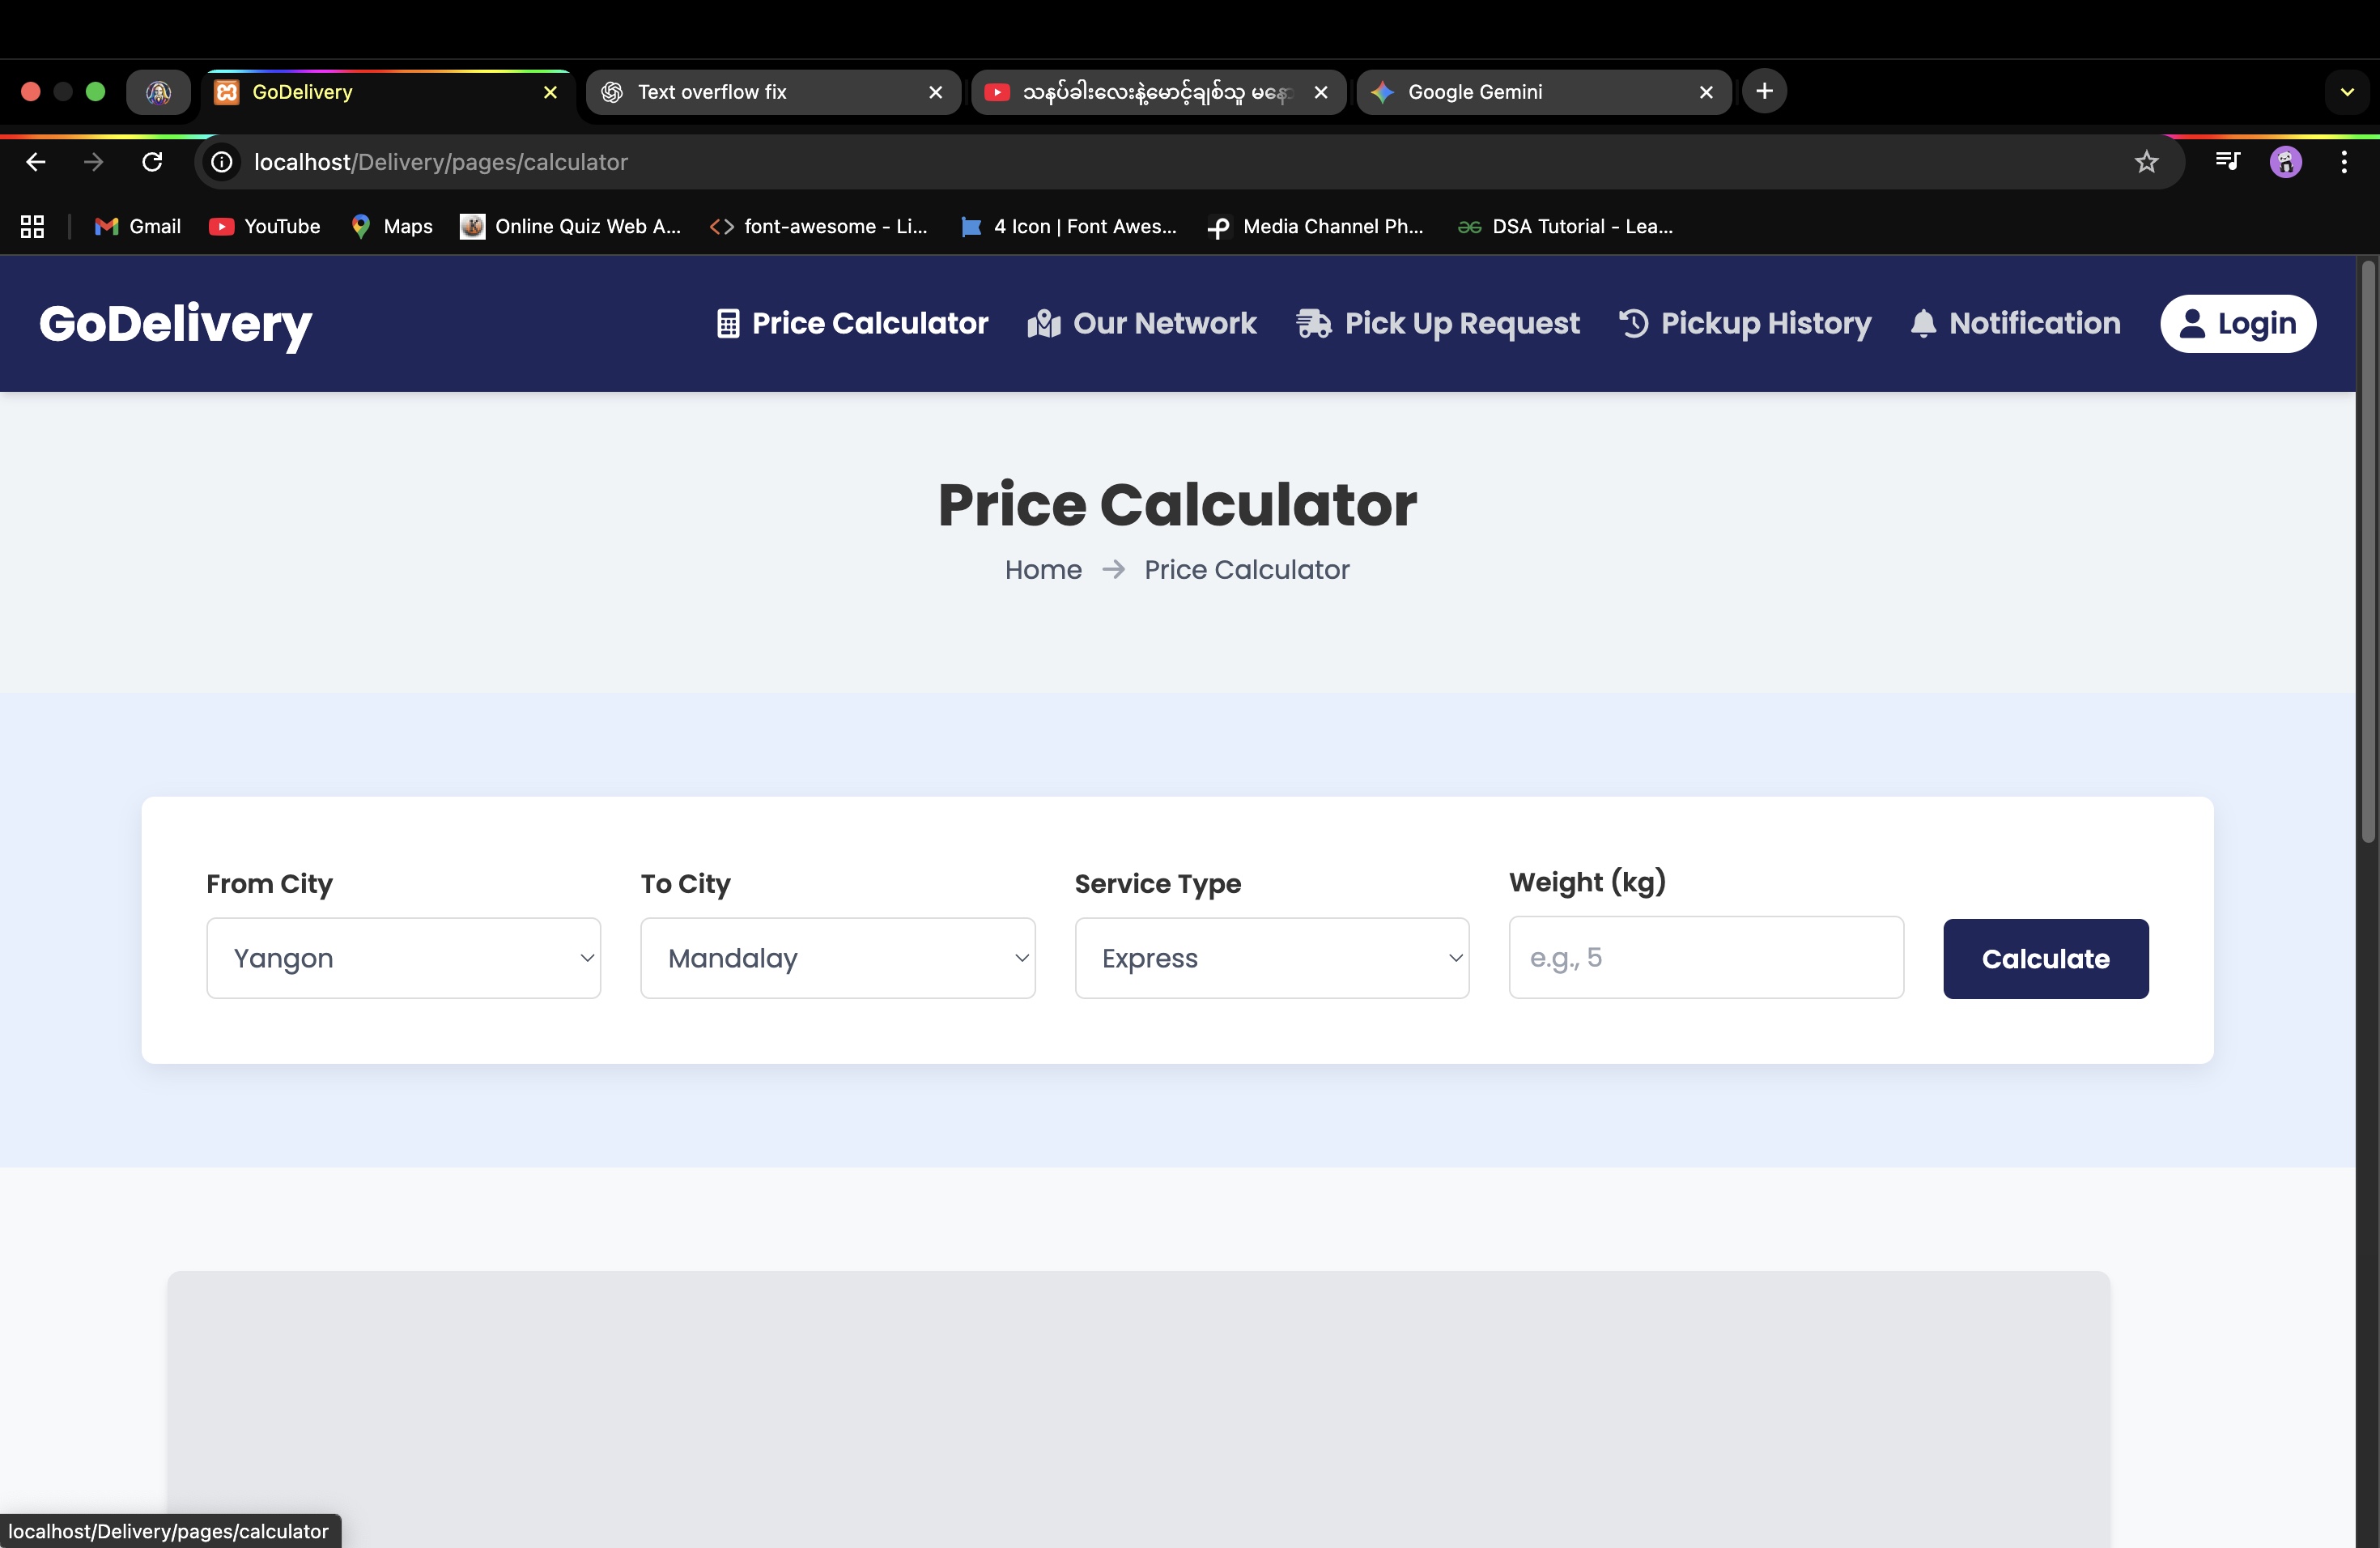 GoDelivery
Text overflow fix
သနပ်ခါးလေးနဲ့မောင့်ချစ်သူ
Google Gemini
localhost/Delivery/pages/calculator
Gmail
YouTube
Maps
Online Quiz Web A...
font-awesome - Li...
4 Icon | Font Awes...
Media Channel Ph...
DSA Tutorial - Lea...
GoDelivery
Price Calculator
Our Network
Pick Up Request
Pickup History
Notification
Login
Price Calculator
Home → Price Calculator
From City
To City
Service Type
Weight (kg)
Yangon
Mandalay
Express
e.g., 5
Calculate
localhost/Delivery/pages/calculator